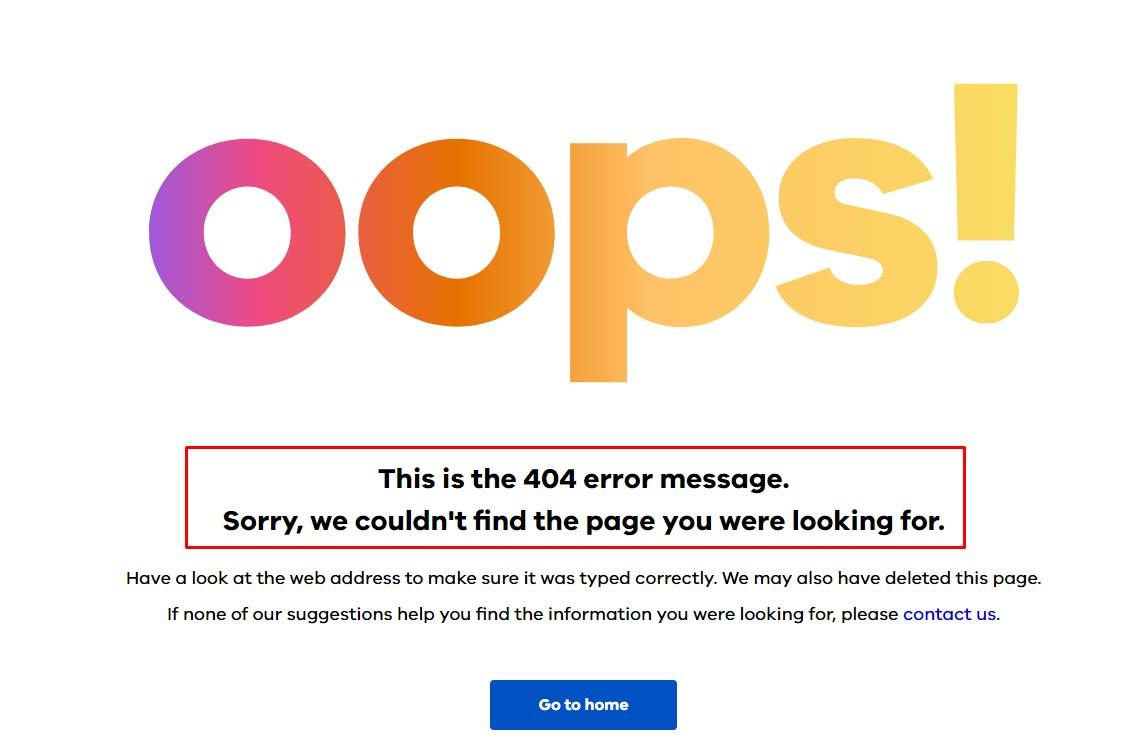 oops!
This is the 404 error message.
Sorry, we couldn't find the page you were looking for.
Have a look at the web address to make sure it was typed correctly. We may also have deleted this page.
If none of our suggestions help you find the information you were looking for, please contact us.
Go to home